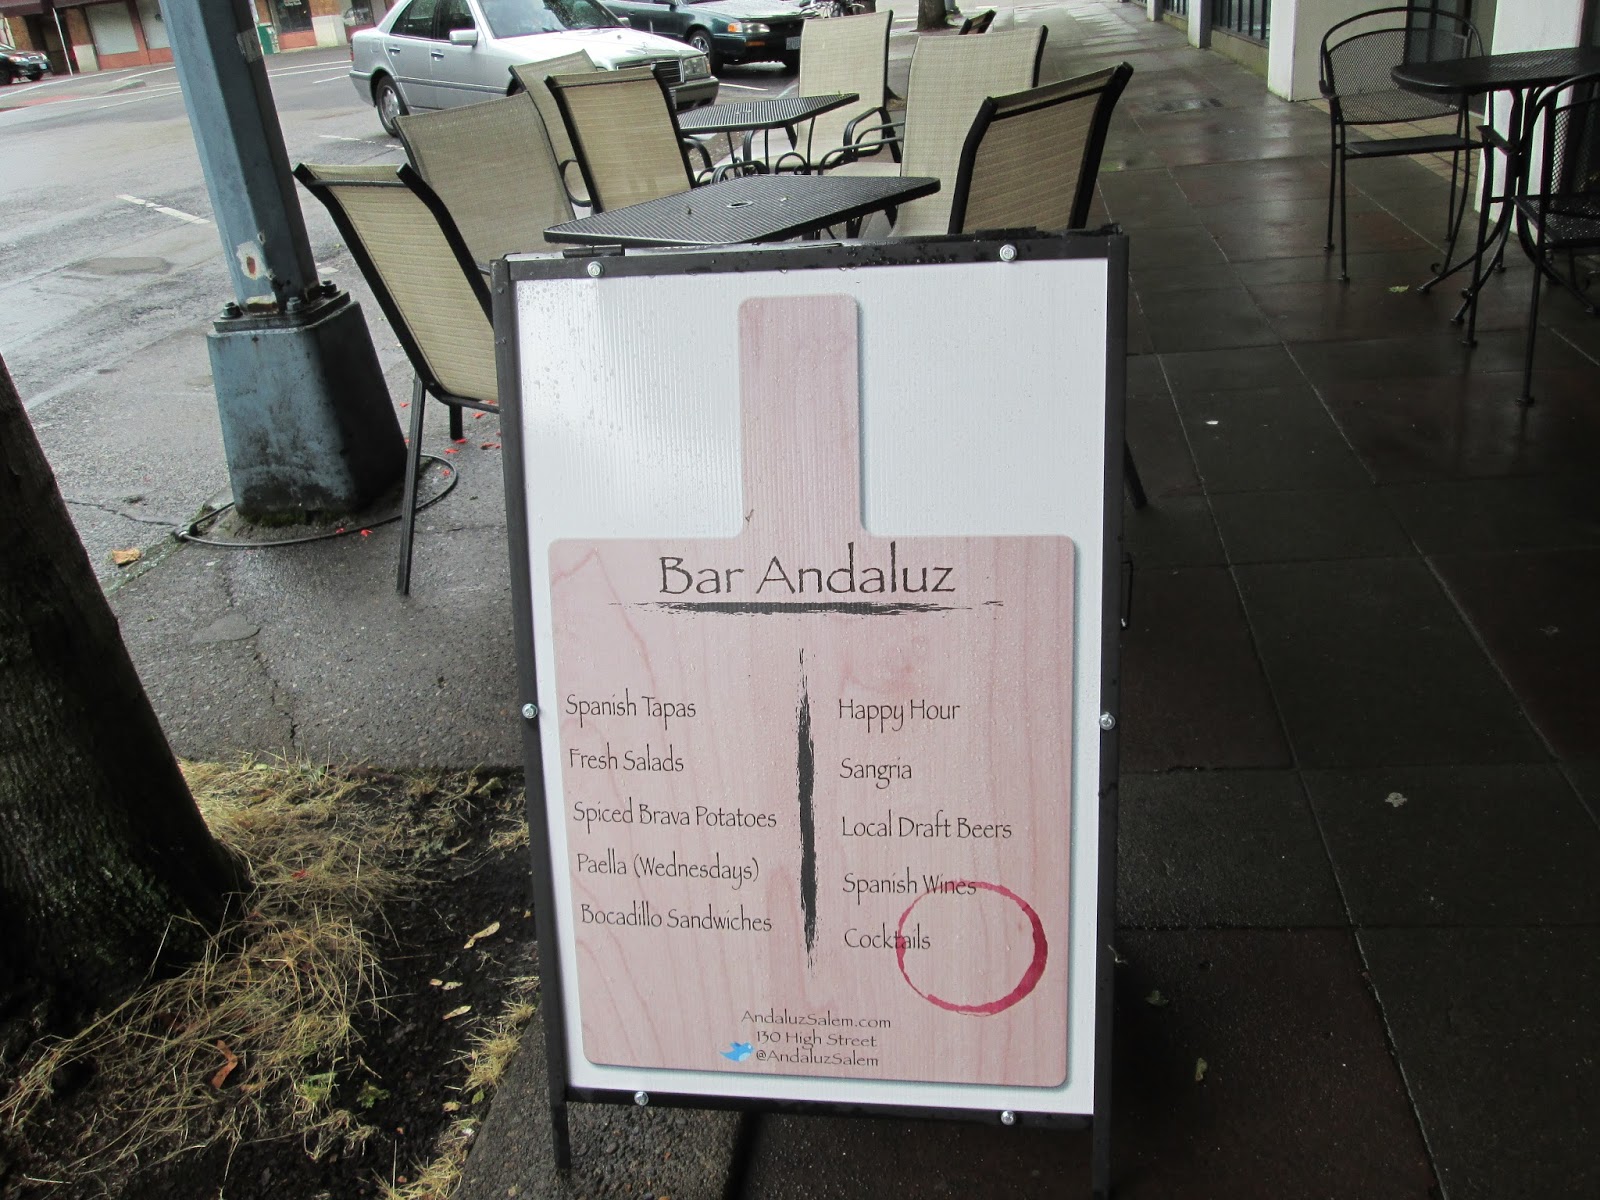 Bar Andaluz
Spanish Tapas
Fresh Salads
Spiced Brava Potatoes
Paella (Wednesdays)
Bocadillo Sandwiches
Happy Hour
Sangria
Local Draft Beers
Spanish Wines
Cocktails
AndaluzSalem.com
130 High Street
@AndaluzSalem